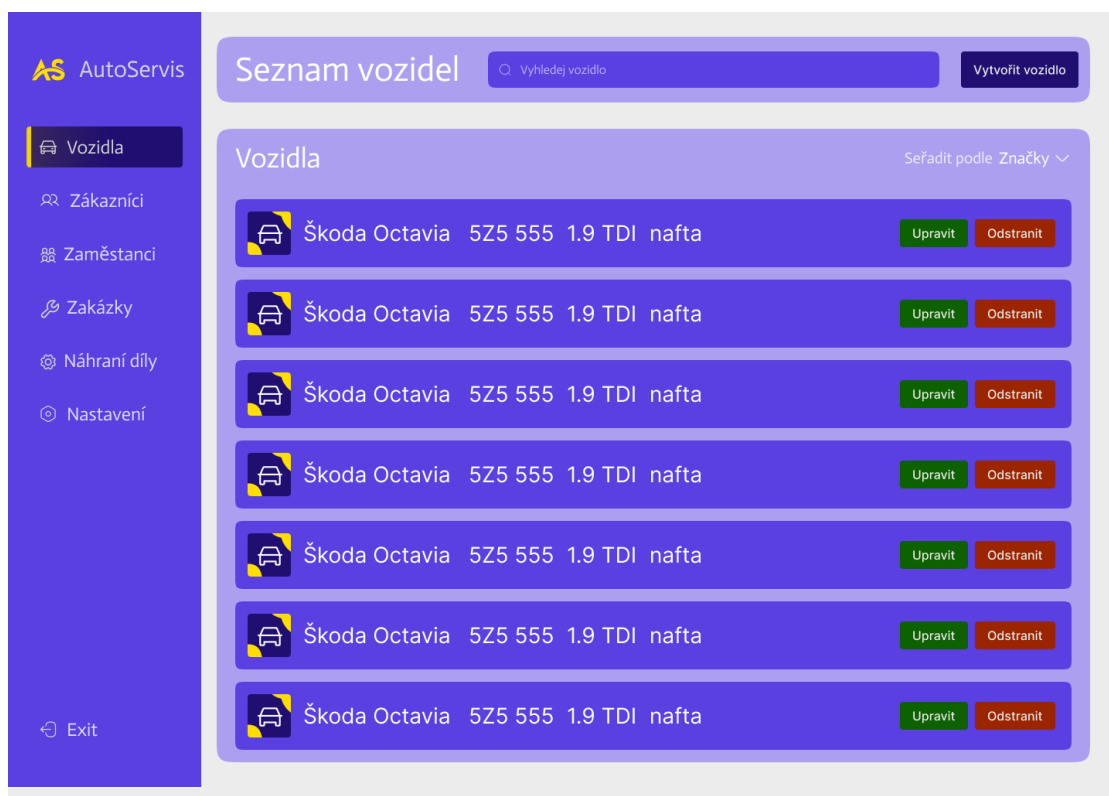 AS AutoServis
Vozidla
Zákazníci
Zaměstanci
Zakázky
Náhraní díly
Nastavení
Exit
Seznam vozidel
Vyhledej vozidlo
Vytvořit vozidlo
Vozidla
Seřadit podle Značky
Škoda Octavia 5Z5 555 1.9 TDI nafta Upravit Odstranit
Škoda Octavia 5Z5 555 1.9 TDI nafta Upravit Odstranit
Škoda Octavia 5Z5 555 1.9 TDI nafta Upravit Odstranit
Škoda Octavia 5Z5 555 1.9 TDI nafta Upravit Odstranit
Škoda Octavia 5Z5 555 1.9 TDI nafta Upravit Odstranit
Škoda Octavia 5Z5 555 1.9 TDI nafta Upravit Odstranit
Škoda Octavia 5Z5 555 1.9 TDI nafta Upravit Odstranit